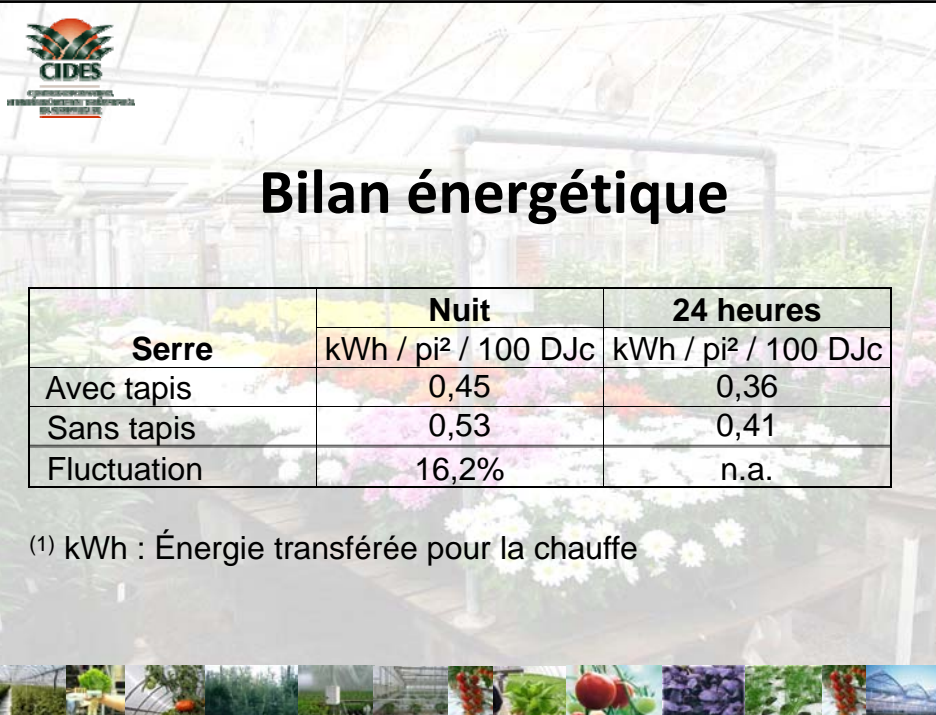 CIDES
Bilan énergétique
Nuit 24 heures
Serre kWh / pi² / 100 DJc kWh / pi² / 100 DJc
Avec tapis 0,45 0,36
Sans tapis 0,53 0,41
Fluctuation 16,2% n.a.
(1) kWh : Énergie transférée pour la chauffe